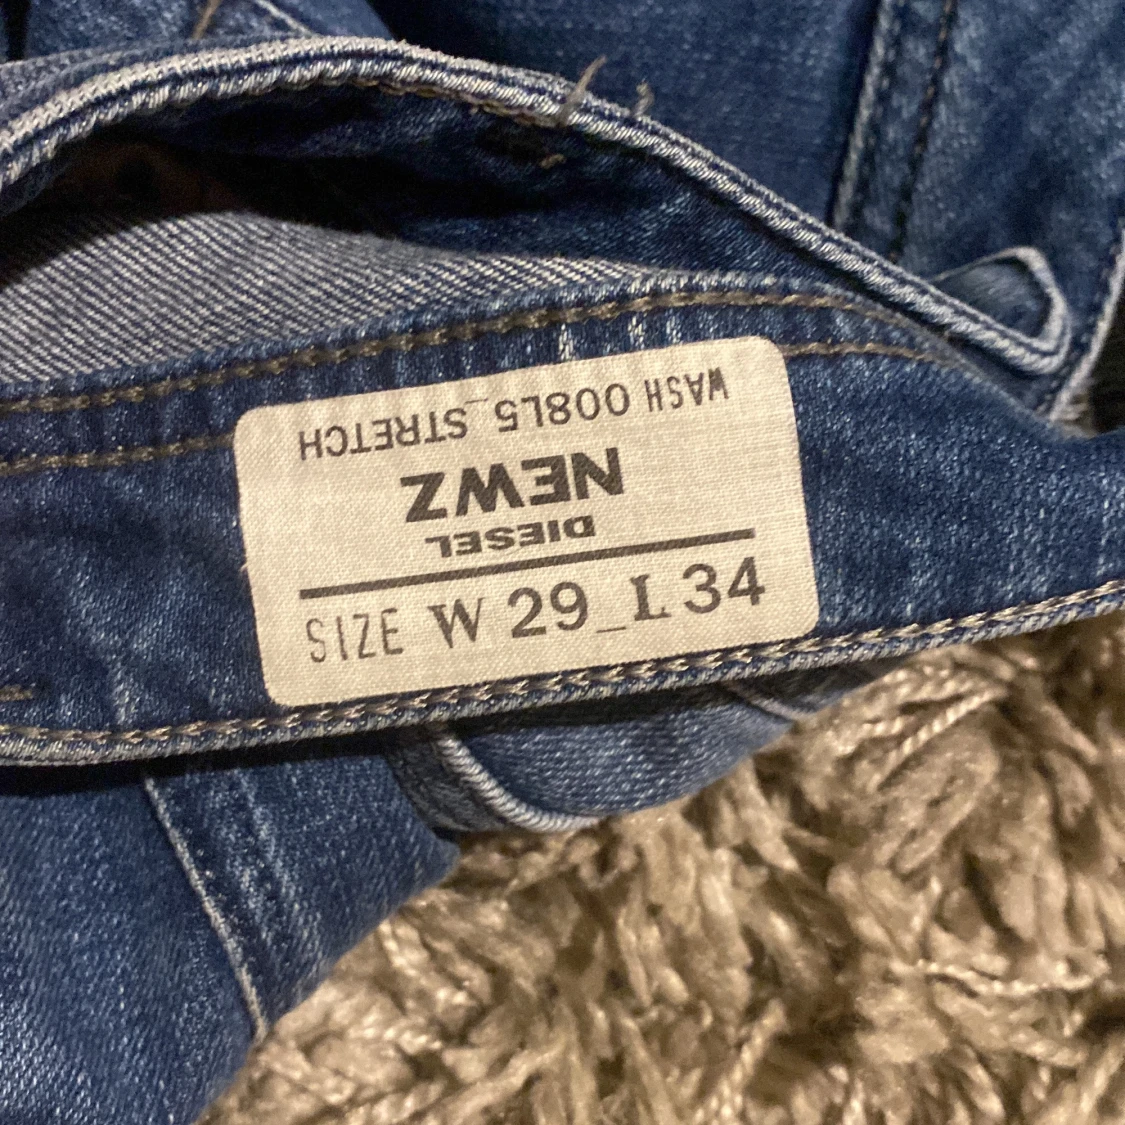 DIESEL
NEWZ
WASH 008L5_STRETCH
SIZE W 29_L 34